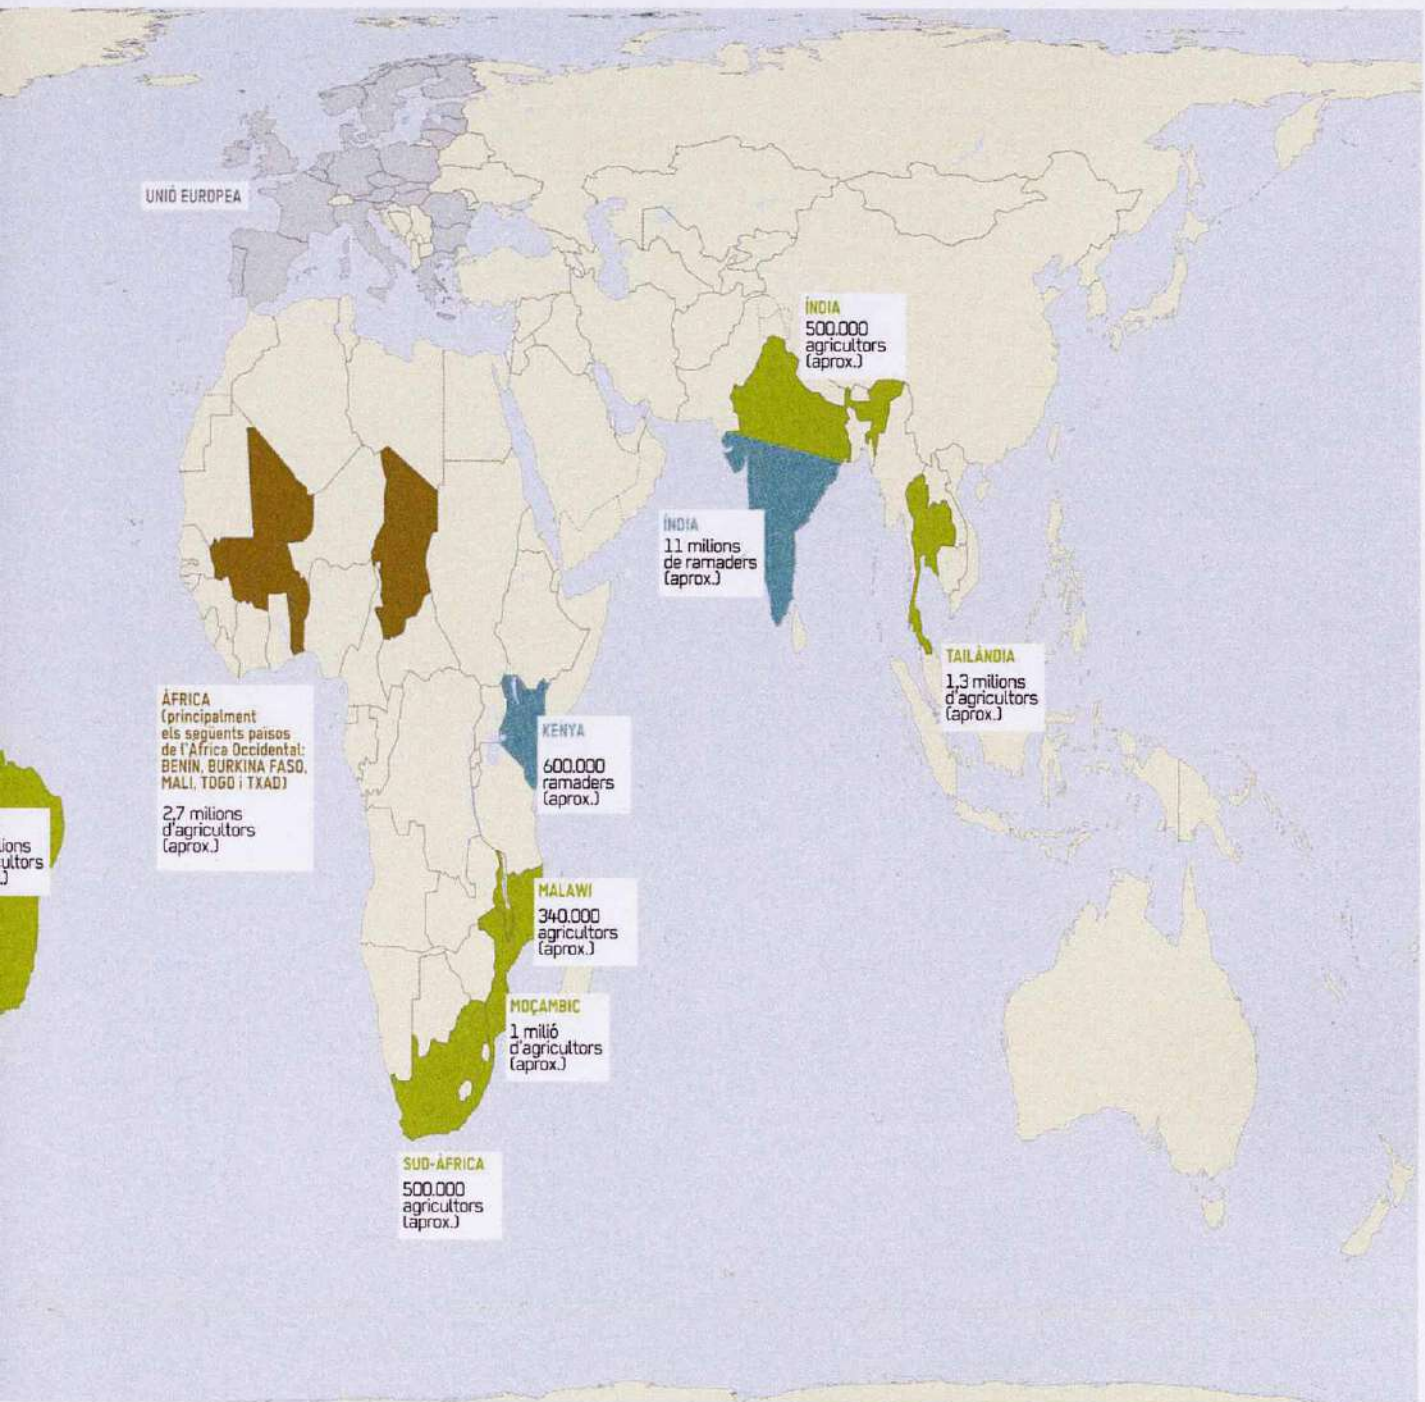 UNIÓ EUROPEA
ÍNDIA
500.000
agricultors
(aprox.)
ÍNDIA
11 milions
de ramaders
(aprox.)
TAILÀNDIA
1,3 milions
d'agricultors
(aprox.)
ÀFRICA
(principalment
els següents països
de l'Àfrica Occidental:
BENÍN, BURKINA FASO,
MALI, TOGO i TXAD)
2,7 milions
d'agricultors
(aprox.)
KENYA
600.000
ramaders
(aprox.)
lions
ultors
.)
MALAWI
340.000
agricultors
(aprox.)
MOÇAMBIC
1 milió
d'agricultors
(aprox.)
SUD-ÀFRICA
500.000
agricultors
(aprox.)